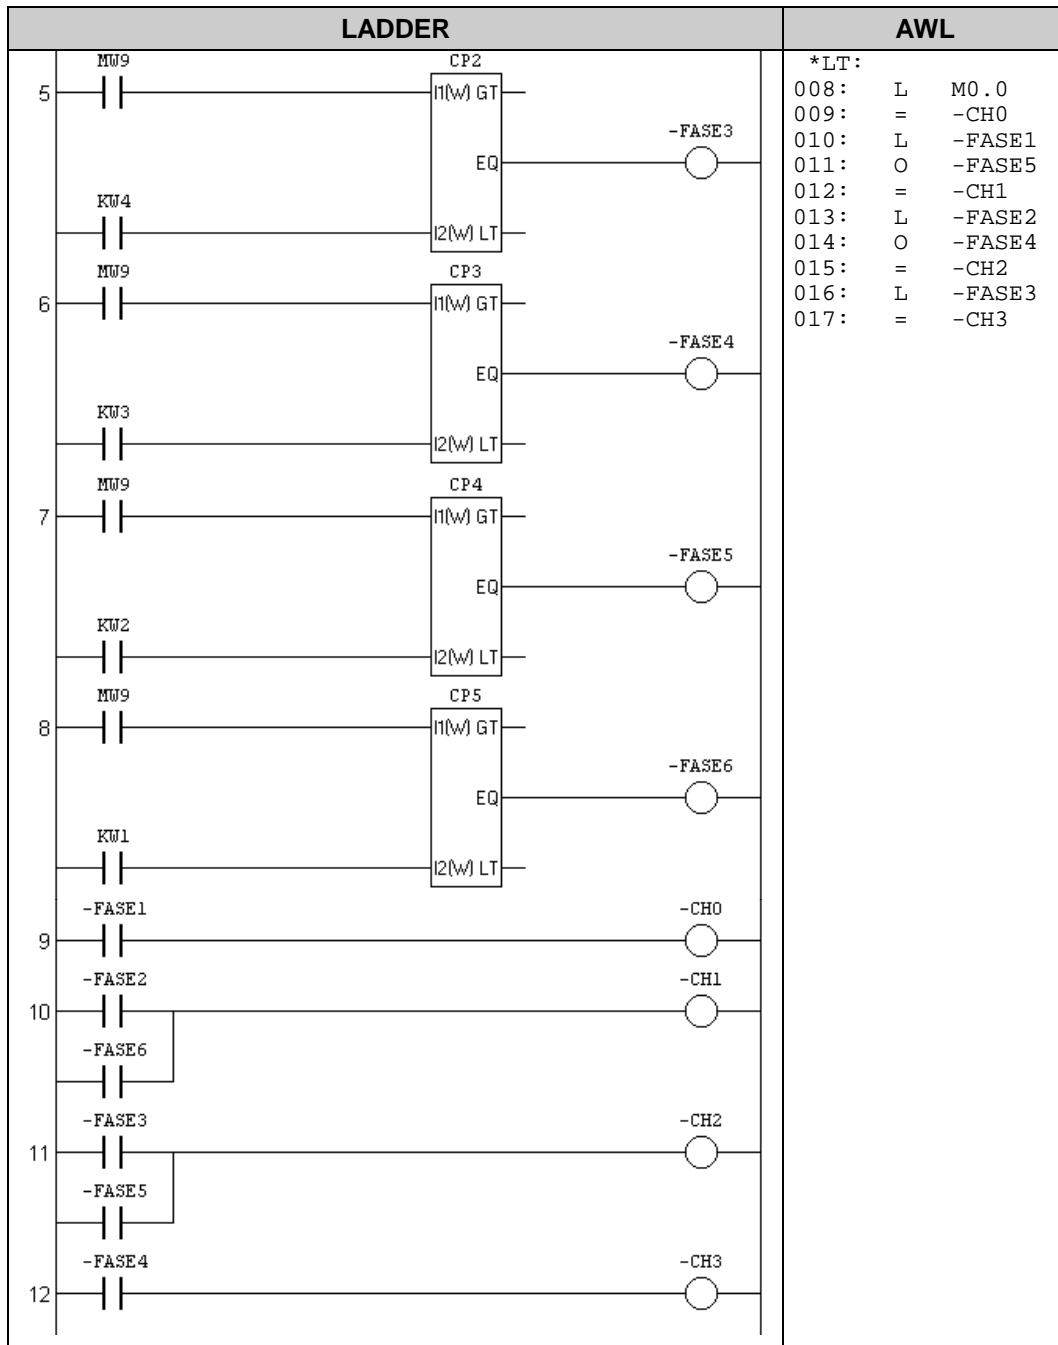 LADDER
AWL
MW9 CP2
5 I1(W) GT
-FASE3
EQ
KW4
I2(W) LT
MW9 CP3
6 I1(W) GT
-FASE4
EQ
KW3
I2(W) LT
MW9 CP4
7 I1(W) GT
-FASE5
EQ
KW2
I2(W) LT
MW9 CP5
8 I1(W) GT
-FASE6
EQ
KW1
I2(W) LT
-FASE1 -CH0
9
-FASE2 -CH1
10
-FASE6
-FASE3 -CH2
11
-FASE5
-FASE4 -CH3
12
*LT:
008: L M0.0
009: = -CH0
010: L -FASE1
011: O -FASE5
012: = -CH1
013: L -FASE2
014: O -FASE4
015: = -CH2
016: L -FASE3
017: = -CH3